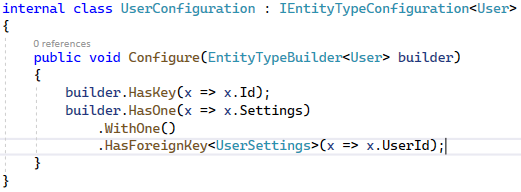 internal class UserConfiguration : IEntityTypeConfiguration<User>
{
0 references
public void Configure(EntityTypeBuilder<User> builder)
{
builder.HasKey(x => x.Id);
builder.HasOne(x => x.Settings)
.WithOne()
.HasForeignKey<UserSettings>(x => x.UserId);
}
}